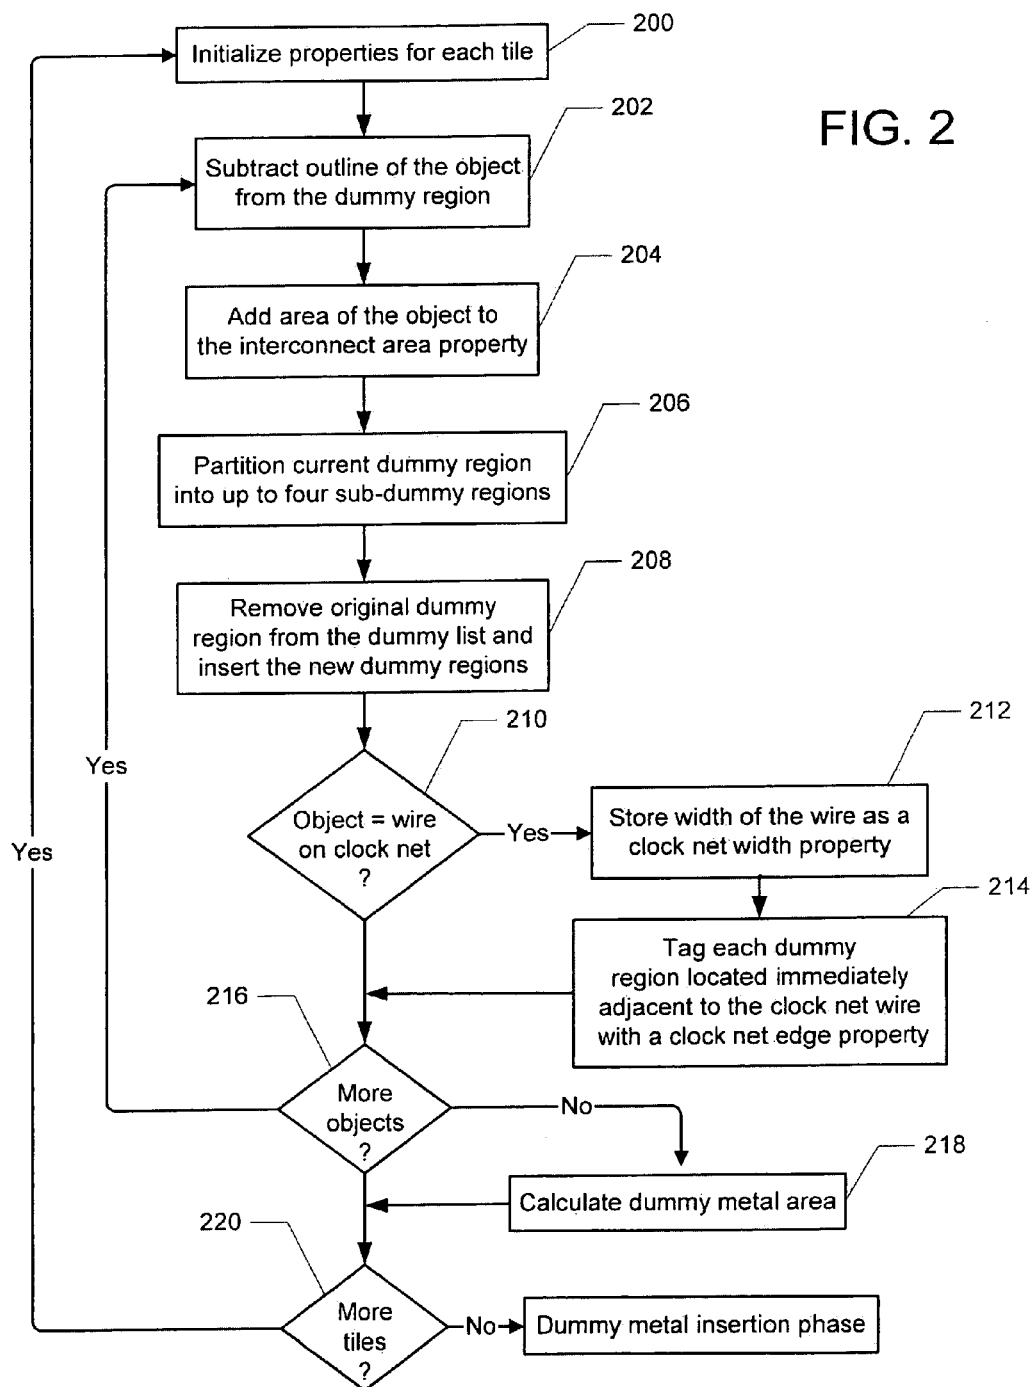 200
Initialize properties for each tile
FIG. 2
202
Subtract outline of the object
from the dummy region
204
Add area of the object to
the interconnect area property
206
Partition current dummy region
into up to four sub-dummy regions
208
Remove original dummy
region from the dummy list and
insert the new dummy regions
210
Object = wire
on clock net
?
Yes
212
Store width of the wire as a
clock net width property
214
Tag each dummy
region located immediately
adjacent to the clock net wire
with a clock net edge property
Yes
Yes
216
More
objects
?
No
218
Calculate dummy metal area
220
More
tiles
?
No
Dummy metal insertion phase